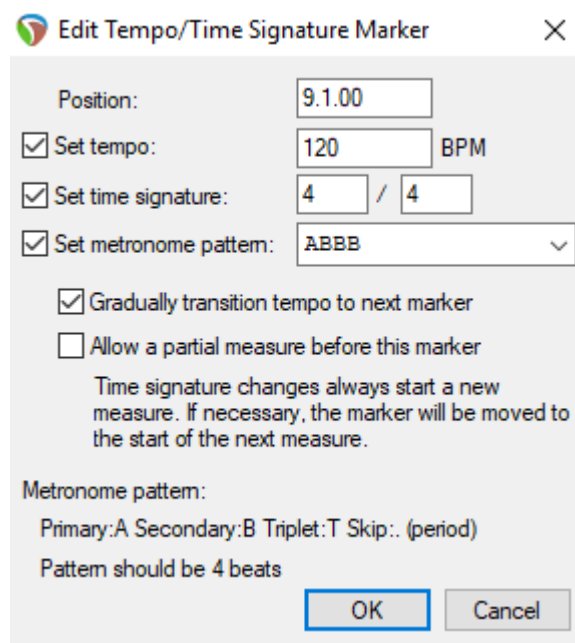 Edit Tempo/Time Signature Marker
Position: 9.1.00
Set tempo: 120 BPM
Set time signature: 4 / 4
Set metronome pattern: ABBB
Gradually transition tempo to next marker
Allow a partial measure before this marker
Time signature changes always start a new
measure. If necessary, the marker will be moved to
the start of the next measure.
Metronome pattern:
Primary:A Secondary:B Triplet:T Skip:. (period)
Pattern should be 4 beats
OK Cancel